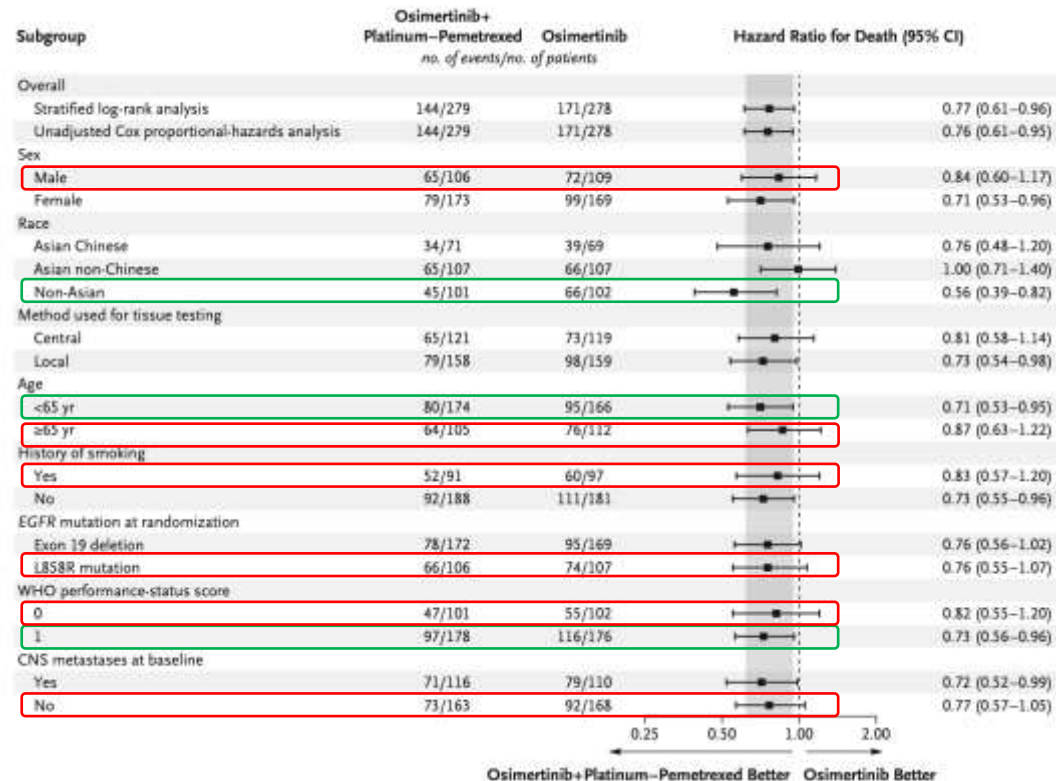 Subgroup Osimertinib+ Platinum–Pemetrexed Osimertinib Hazard Ratio for Death (95% CI)
no. of events/no. of patients
Overall
Stratified log-rank analysis 144/279 171/278 0.77 (0.61–0.96)
Unadjusted Cox proportional-hazards analysis 144/279 171/278 0.76 (0.61–0.95)
Sex
Male 65/106 72/109 0.84 (0.60–1.17)
Female 79/173 99/169 0.71 (0.53–0.96)
Race
Asian Chinese 34/71 39/69 0.76 (0.48–1.20)
Asian non-Chinese 65/107 66/107 1.00 (0.71–1.40)
Non-Asian 45/101 66/102 0.56 (0.39–0.82)
Method used for tissue testing
Central 65/121 73/119 0.81 (0.58–1.14)
Local 79/158 98/159 0.73 (0.54–0.98)
Age
<65 yr 80/174 95/166 0.71 (0.53–0.95)
≥65 yr 64/105 76/112 0.87 (0.63–1.22)
History of smoking
Yes 52/91 60/97 0.83 (0.57–1.20)
No 92/188 111/181 0.73 (0.55–0.96)
EGFR mutation at randomization
Exon 19 deletion 78/172 95/169 0.76 (0.56–1.02)
L858R mutation 66/106 74/107 0.76 (0.55–1.07)
WHO performance-status score
0 47/101 55/102 0.82 (0.55–1.20)
1 97/178 116/176 0.73 (0.56–0.96)
CNS metastases at baseline
Yes 71/116 79/110 0.72 (0.52–0.99)
No 73/163 92/168 0.77 (0.57–1.05)
0.25 0.50 1.00 2.00
Osimertinib+Platinum–Pemetrexed Better Osimertinib Better